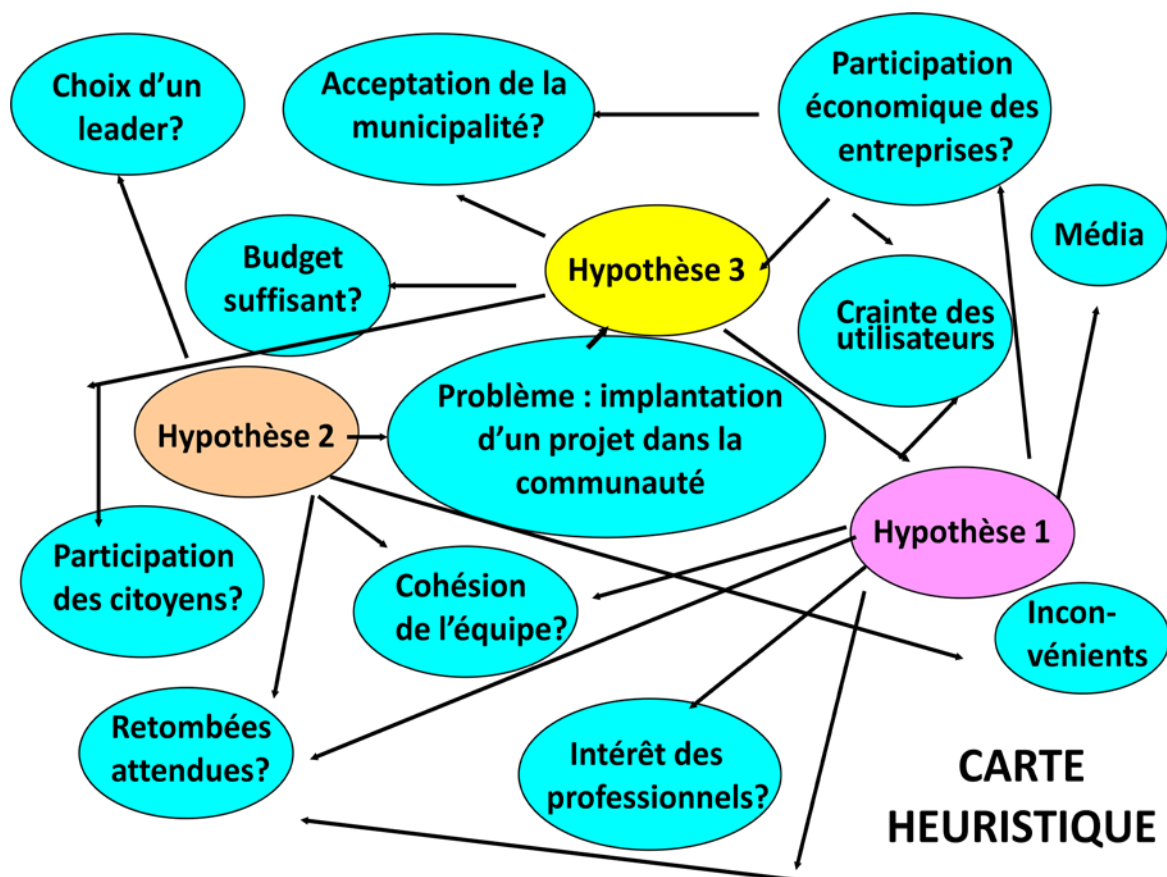 Choix d'un
leader?
Acceptation de la
municipalité?
Participation
économique des
entreprises?
Média
Budget
suffisant?
Hypothèse 3
Crainte des
utilisateurs
Hypothèse 2
Problème : implantation
d'un projet dans la
communauté
Hypothèse 1
Participation
des citoyens?
Cohésion
de l'équipe?
Incon-
vénients
Retombées
attendues?
Intérêt des
professionnels?
CARTE
HEURISTIQUE